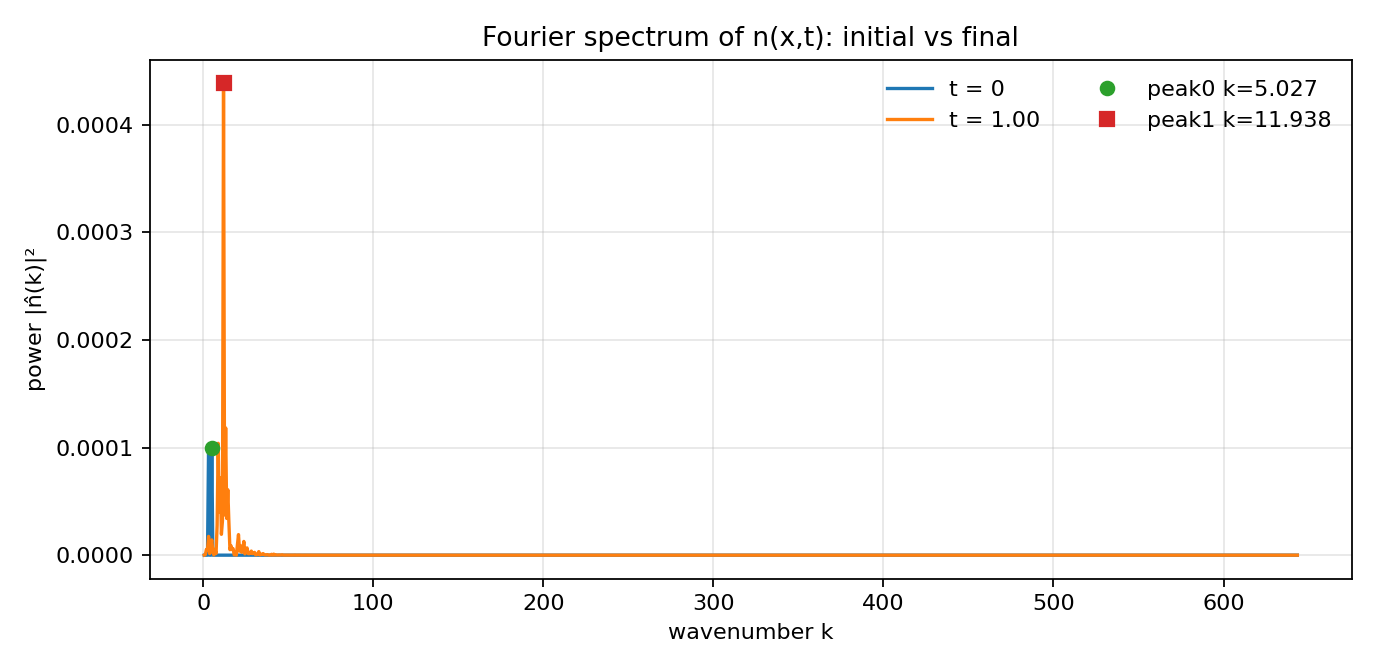 Fourier spectrum of n(x,t): initial vs final
t = 0
t = 1.00
peak0 k=5.027
peak1 k=11.938
power |n̂(k)|²
0.0004
0.0003
0.0002
0.0001
0.0000
0 100 200 300 400 500 600
wavenumber k